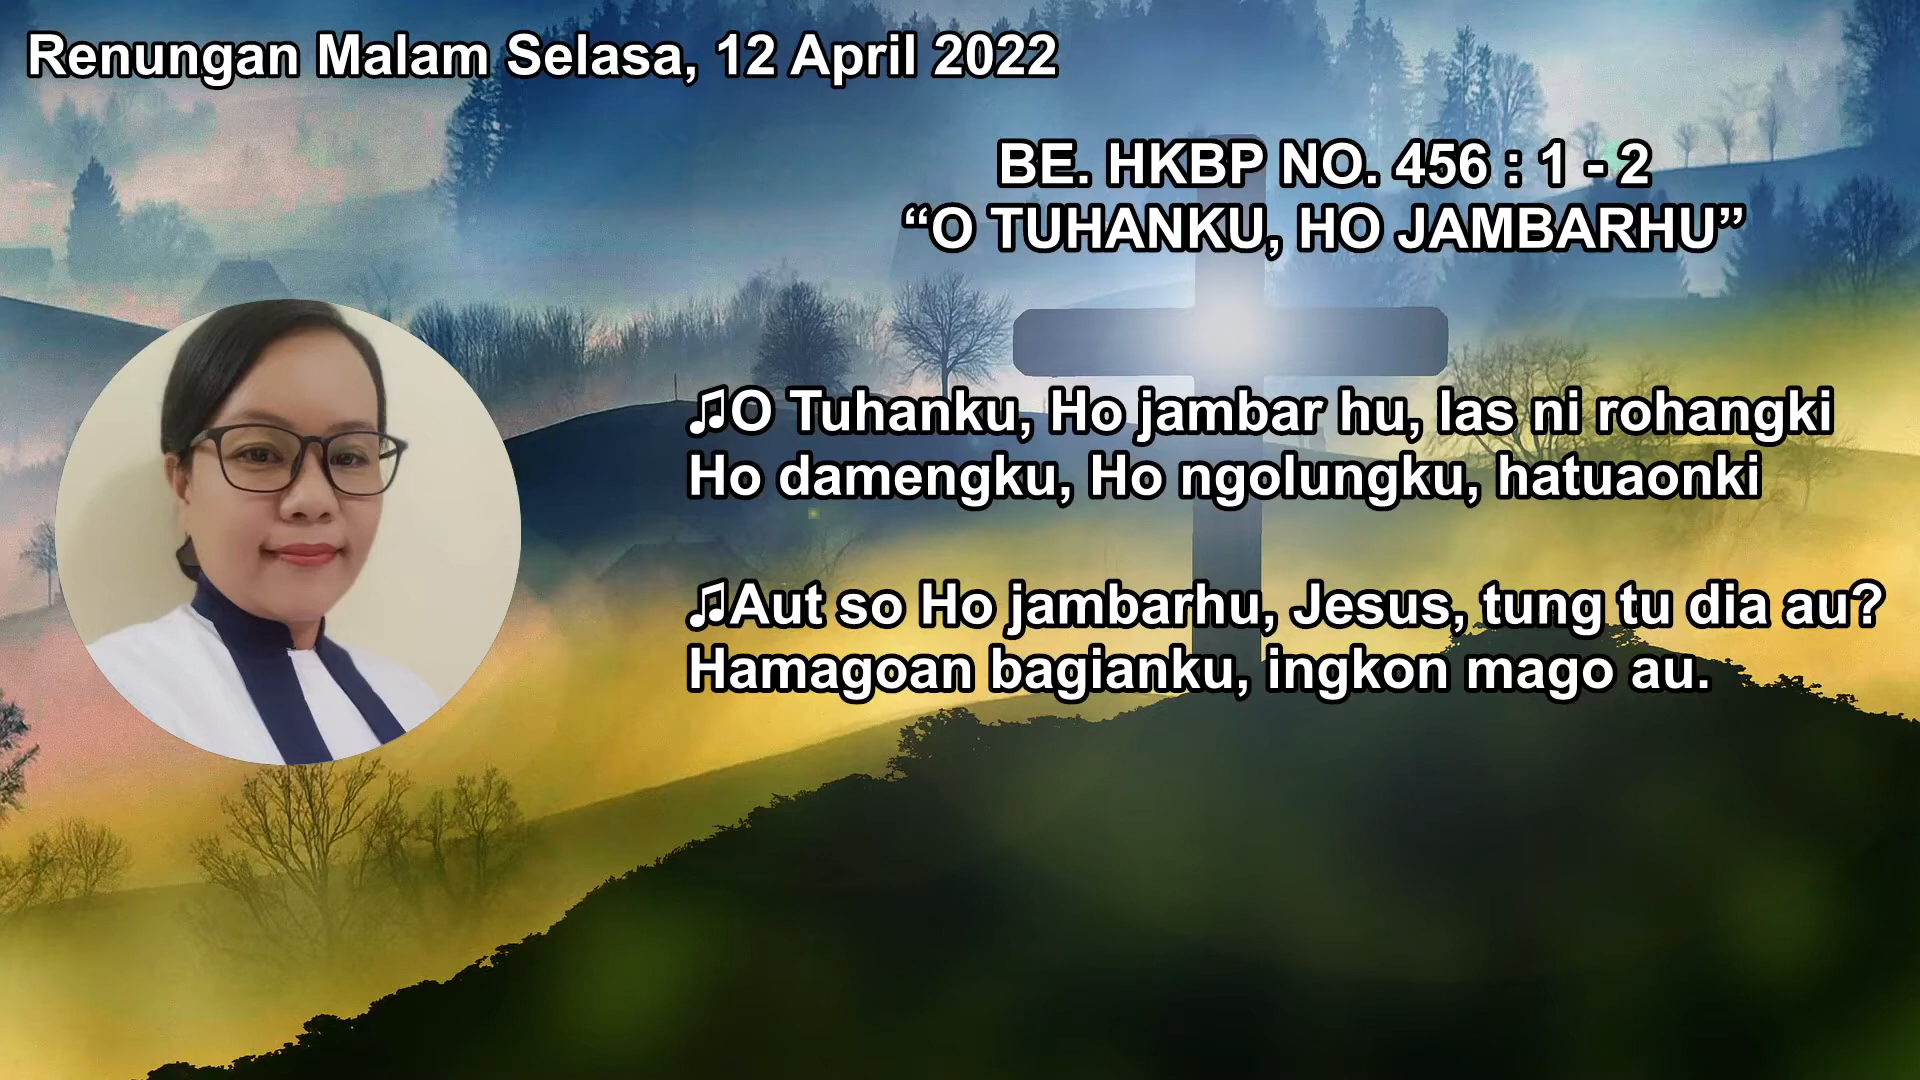 Renungan Malam Selasa, 12 April 2022
BE. HKBP NO. 456 : 1 - 2
“O TUHANKU, HO JAMBARHU”
♫O Tuhanku, Ho jambar hu, las ni rohangki
Ho damengku, Ho ngolungku, hatuaonki
♫Aut so Ho jambarhu, Jesus, tung tu dia au?
Hamagoan bagianku, ingkon mago au.